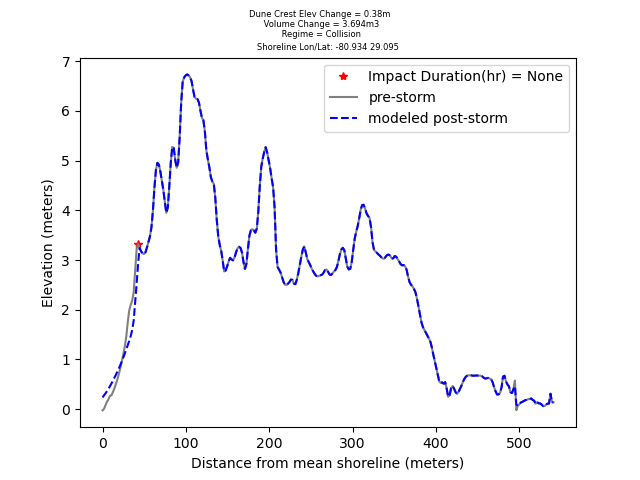 Dune Crest Elev Change = 0.38m
Volume Change = 3.694m3
Regime = Collision
Shoreline Lon/Lat: -80.934 29.095
Impact Duration(hr) = None
pre-storm
modeled post-storm
Elevation (meters)
7
6
5
4
3
2
1
0
0 100 200 300 400 500
Distance from mean shoreline (meters)